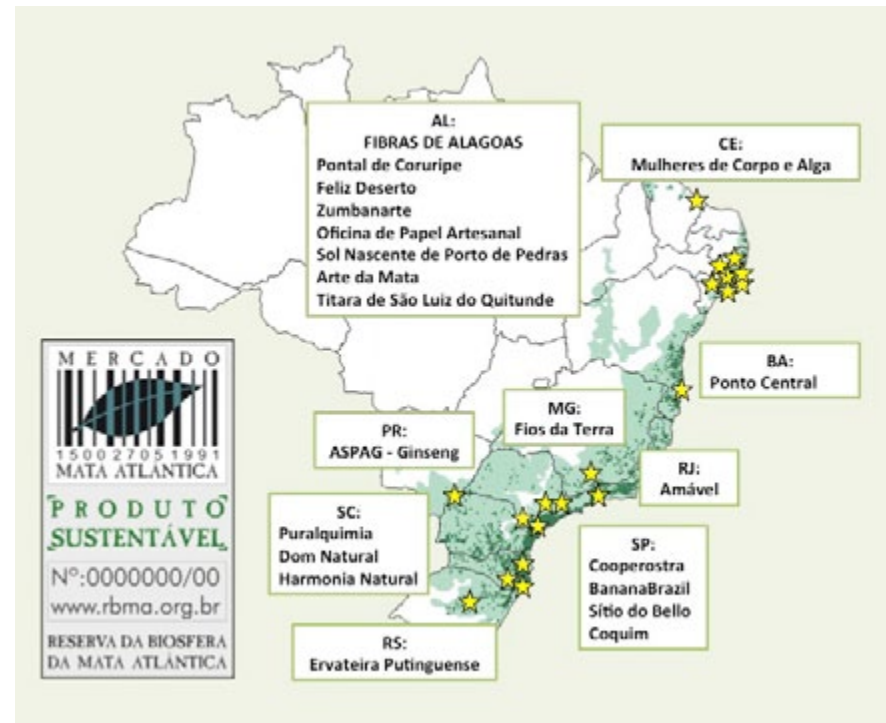 AL:
FIBRAS DE ALAGOAS
Pontal de Coruripe
Feliz Deserto
Zumbanarte
Oficina de Papel Artesanal
Sol Nascente de Porto de Pedras
Arte da Mata
Titara de São Luiz do Quitunde
CE:
Mulheres de Corpo e Alga
BA:
Ponto Central
MG:
Fios da Terra
PR:
ASPAG - Ginseng
RJ:
Amável
SC:
Puralquimia
Dom Natural
Harmonia Natural
SP:
Cooperostra
BananaBrazil
Sítio do Bello
Coquim
RS:
Ervateira Putinguense
MERCADO
1500 2705 1991
MATA ATLÂNTICA
PRODUTO
SUSTENTÁVEL
Nº:0000000/00
www.rbma.org.br
RESERVA DA BIOSFERA
DA MATA ATLÂNTICA